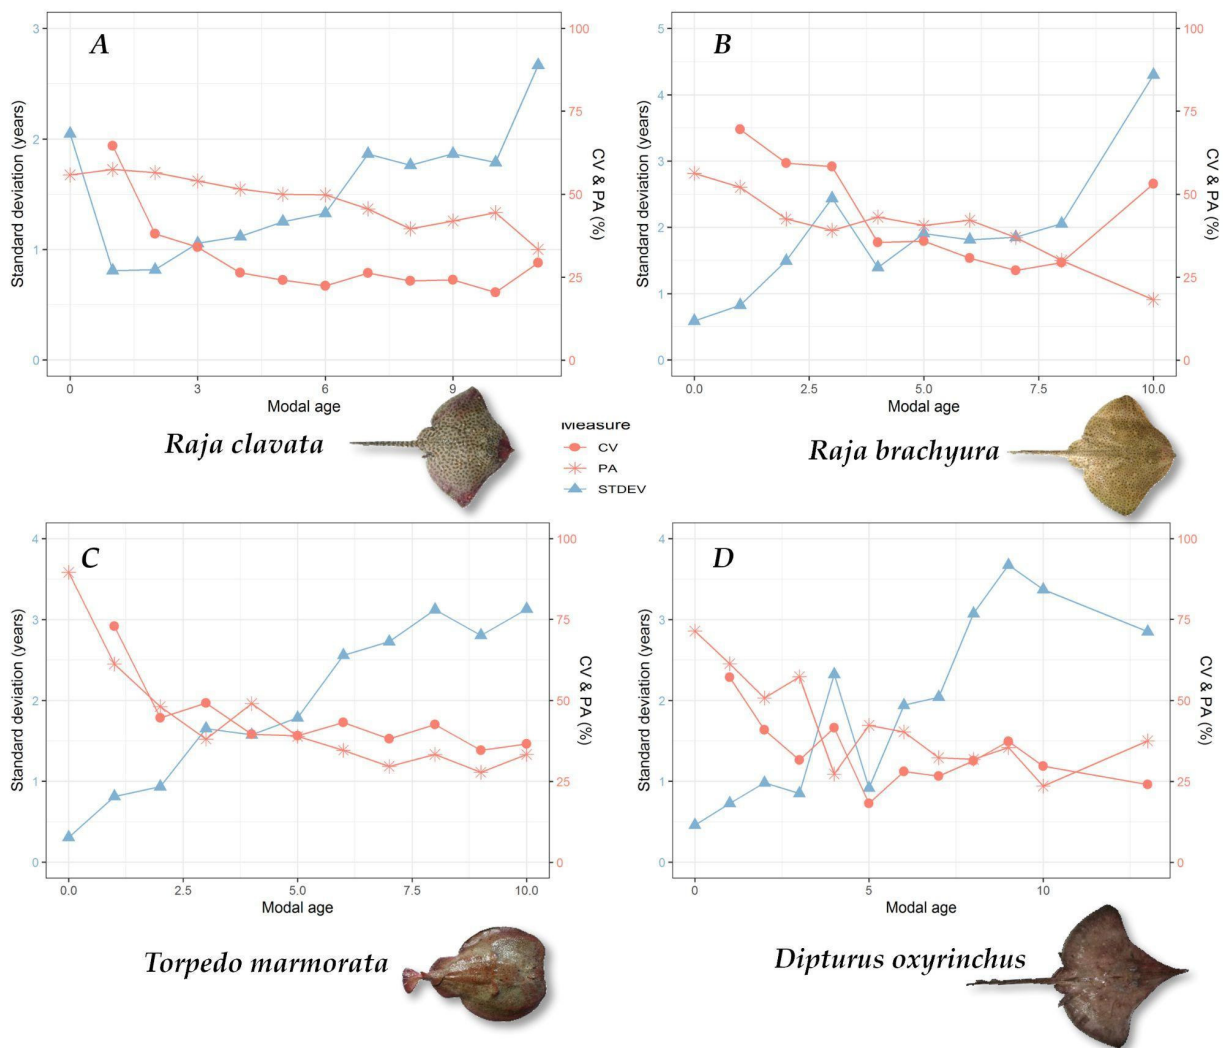 A
Standard deviation (years)
3
2
1
0
100
75
50
25
0
CV & PA (%)
0
3
6
9
Modal age
Raja clavata
B
Standard deviation (years)
5
4
3
2
1
0
100
75
50
25
0
CV & PA (%)
0.0
2.5
5.0
7.5
10.0
Modal age
Raja brachyura
Measure
CV
PA
STDEV
C
Standard deviation (years)
4
3
2
1
0
100
75
50
25
0
CV & PA (%)
0.0
2.5
5.0
7.5
10.0
Modal age
Torpedo marmorata
D
Standard deviation (years)
4
3
2
1
0
100
75
50
25
0
CV & PA (%)
0
5
10
Modal age
Dipturus oxyrinchus